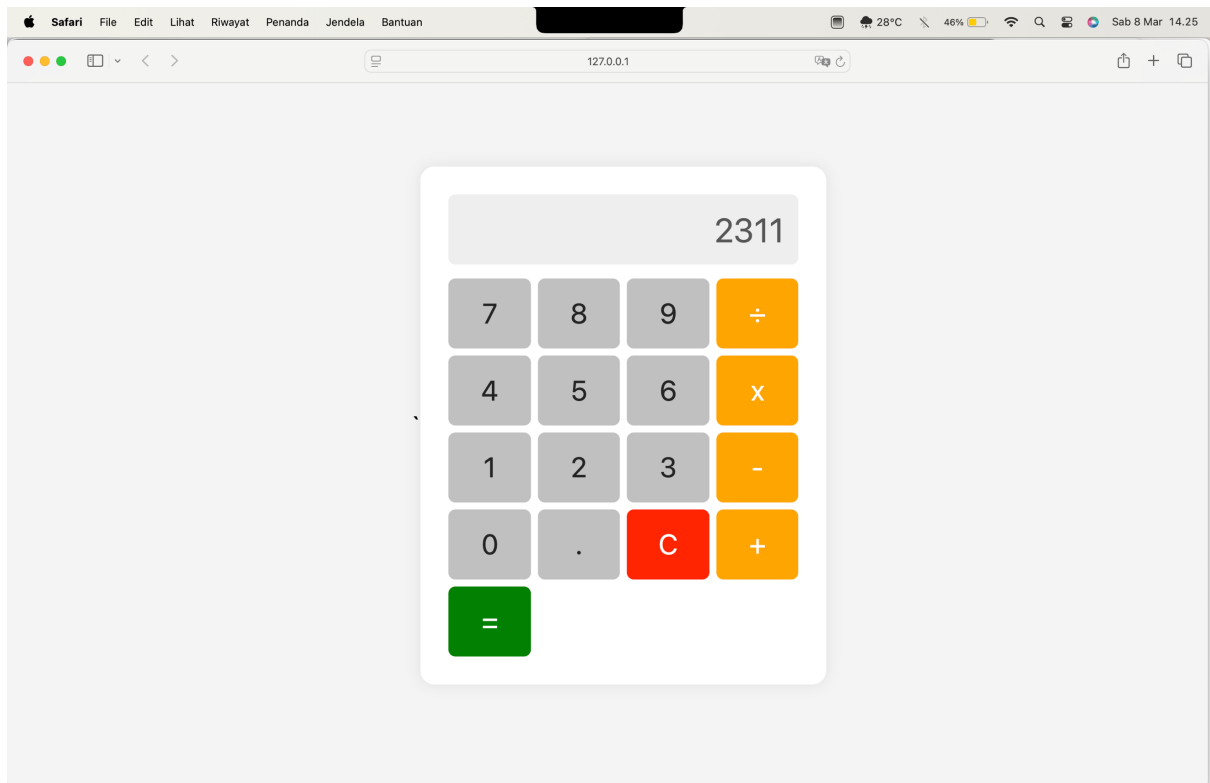 Safari File Edit Lihat Riwayat Penanda Jendela Bantuan 28°C 46% Sab 8 Mar 14.25
127.0.0.1
2311
7 8 9 ÷
4 5 6 x
`
1 2 3 -
0 . C +
=